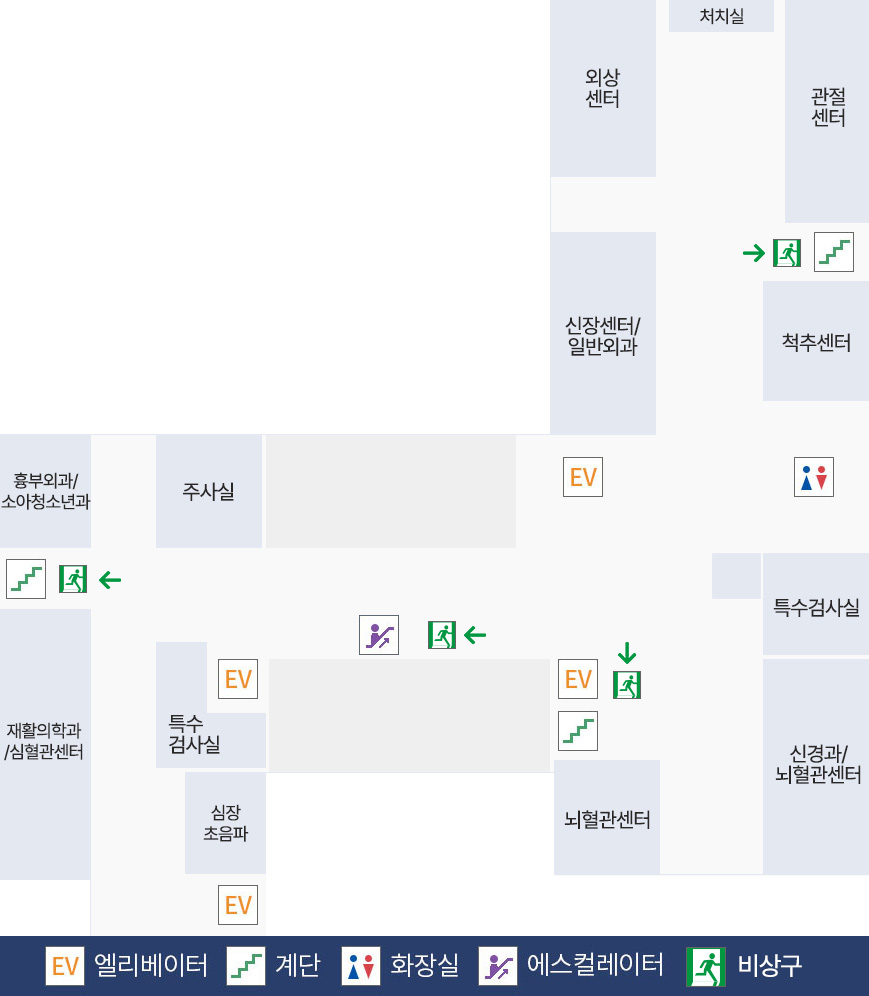 처치실
외상
센터
관절
센터
신장센터/
일반외과
척추센터
흉부외과/
소아청소년과
주사실
EV
특수검사실
EV
EV
특수
검사실
재활의학과
/심혈관센터
신경과/
뇌혈관센터
심장
초음파
뇌혈관센터
EV
EV 엘리베이터 계단 화장실 에스컬레이터 비상구